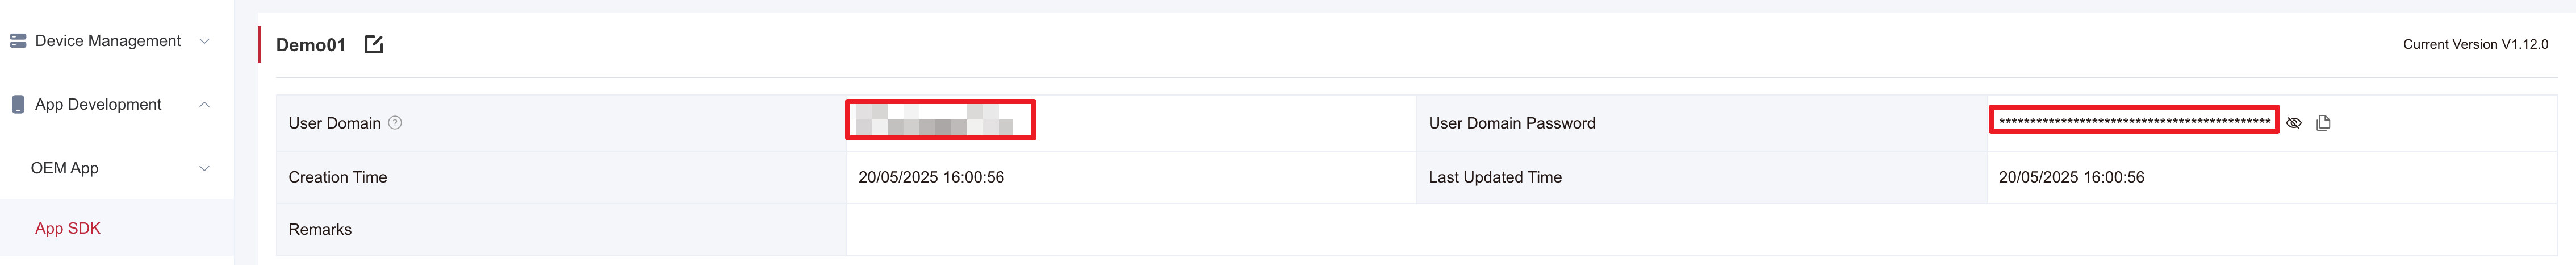 Device Management
App Development
OEM App
App SDK
Demo01
Current Version V1.12.0
User Domain
User Domain Password ********************************************
Creation Time 20/05/2025 16:00:56 Last Updated Time 20/05/2025 16:00:56
Remarks